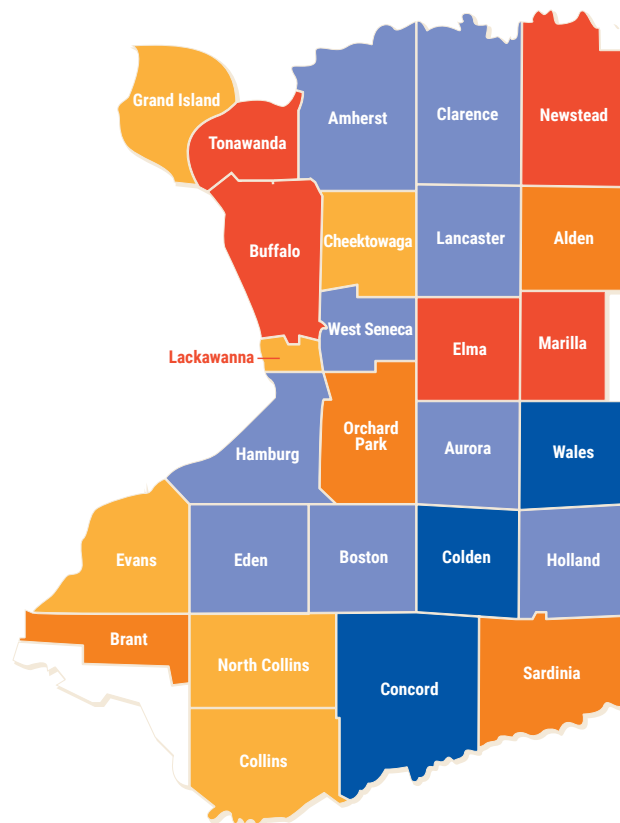 Grand Island
Tonawanda
Amherst
Clarence
Newstead
Buffalo
Cheektowaga
Lancaster
Alden
West Seneca
Lackawanna
Elma
Marilla
Hamburg
Orchard
Park
Aurora
Wales
Evans
Eden
Boston
Colden
Holland
Brant
North Collins
Concord
Sardinia
Collins